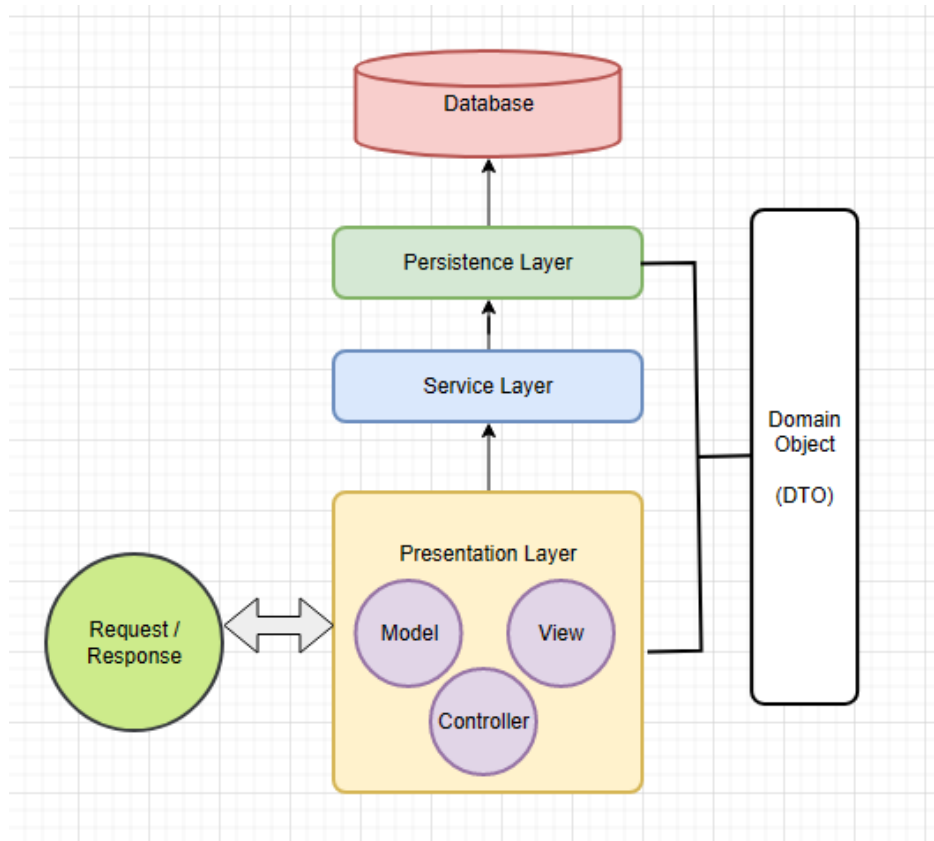 Database
Persistence Layer
Service Layer
Domain
Object
(DTO)
Presentation Layer
Request /
Response
Model
View
Controller